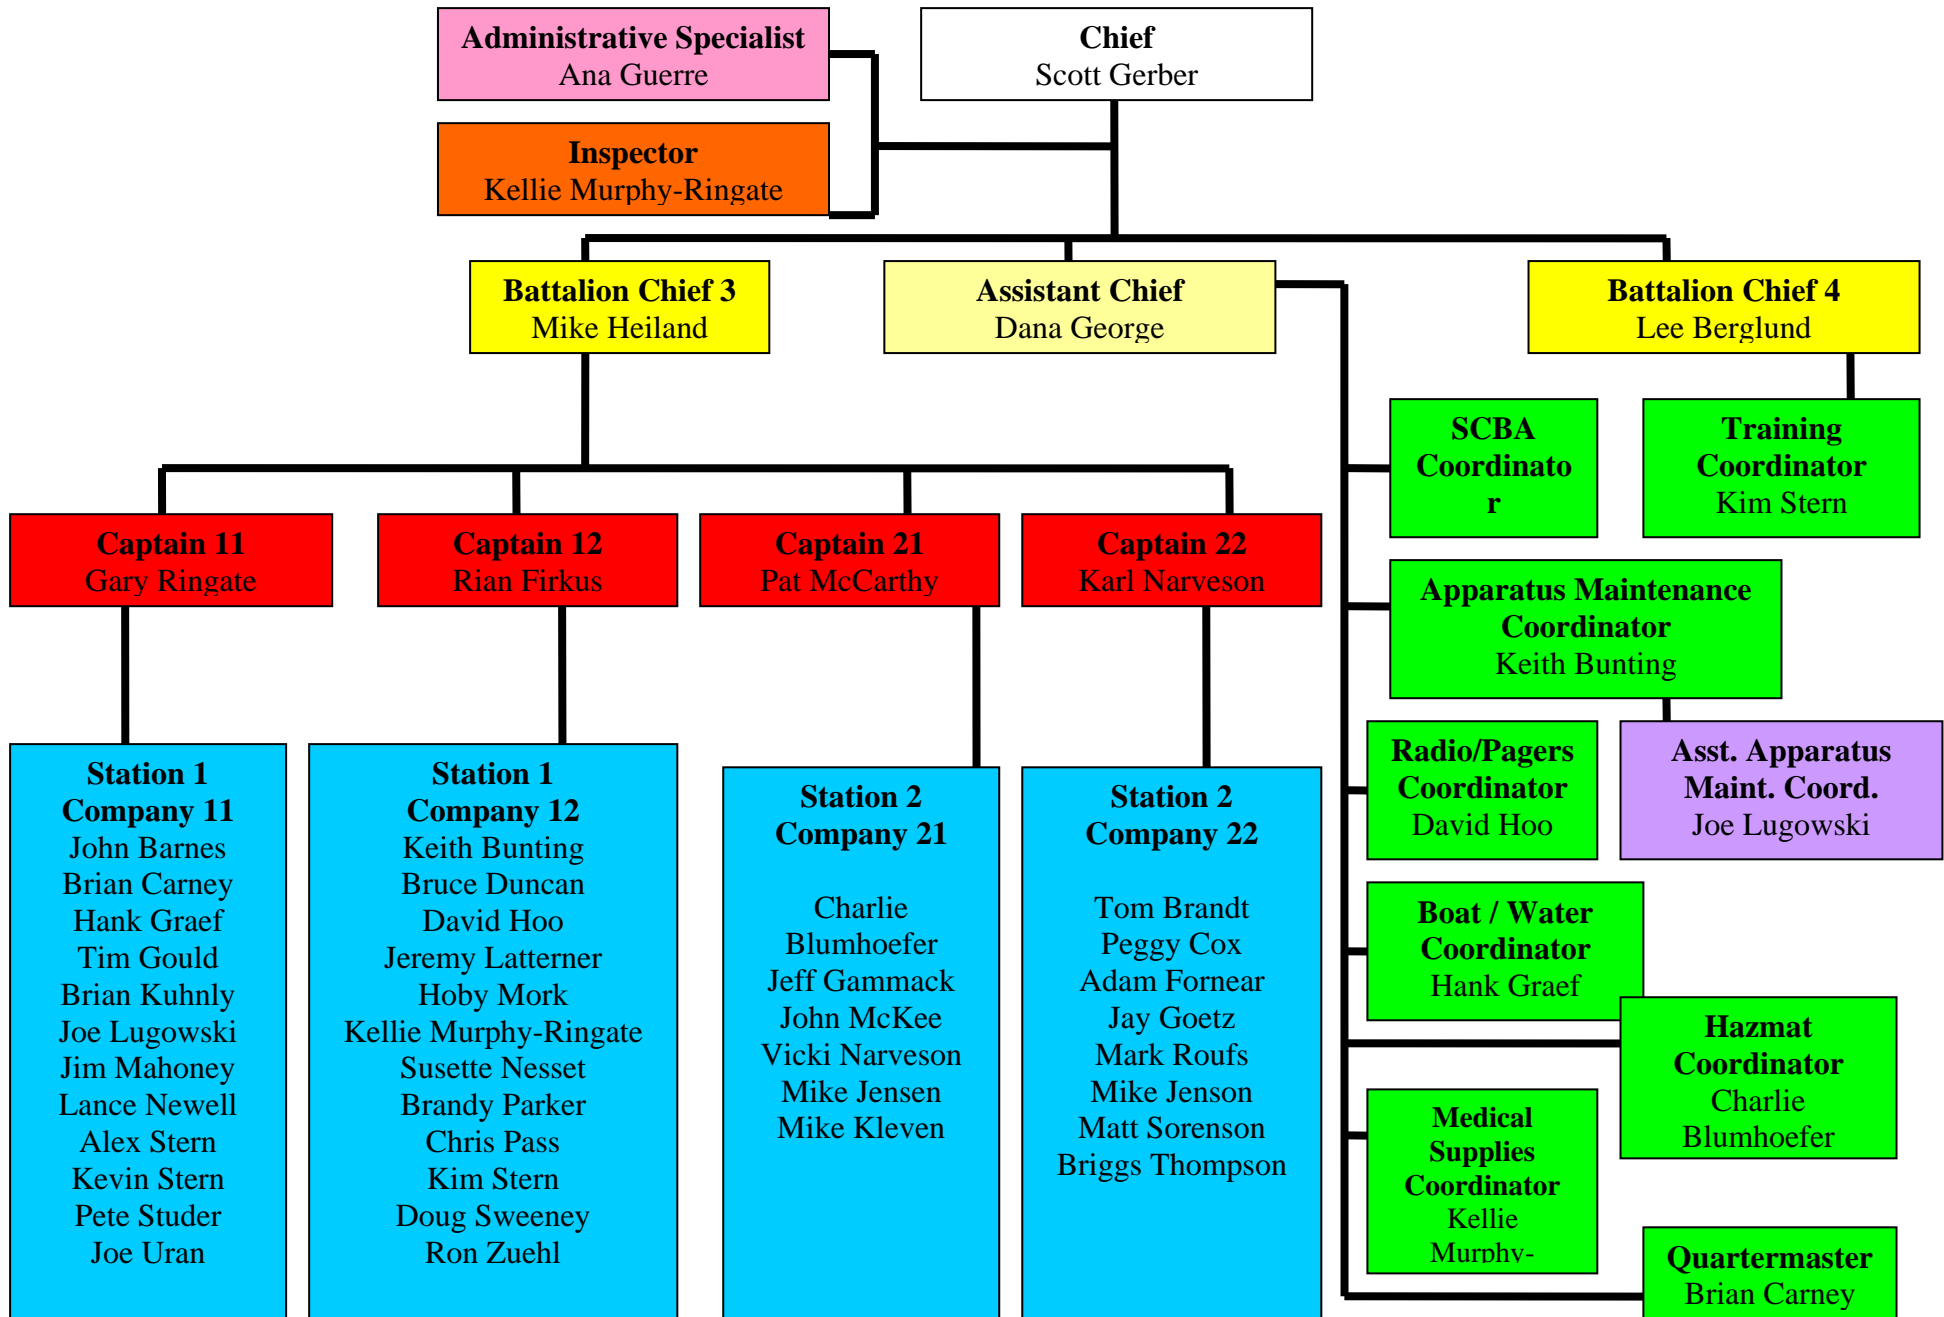 Administrative Specialist
Ana Guerre
Chief
Scott Gerber
Inspector
Kellie Murphy-Ringate
Battalion Chief 3
Mike Heiland
Assistant Chief
Dana George
Battalion Chief 4
Lee Berglund
SCBA
Coordinato
r
Training
Coordinator
Kim Stern
Captain 11
Gary Ringate
Captain 12
Rian Firkus
Captain 21
Pat McCarthy
Captain 22
Karl Narveson
Apparatus Maintenance
Coordinator
Keith Bunting
Radio/Pagers
Coordinator
David Hoo
Asst. Apparatus
Maint. Coord.
Joe Lugowski
Station 1
Company 11
John Barnes
Brian Carney
Hank Graef
Tim Gould
Brian Kuhnly
Joe Lugowski
Jim Mahoney
Lance Newell
Alex Stern
Kevin Stern
Pete Studer
Joe Uran
Station 1
Company 12
Keith Bunting
Bruce Duncan
David Hoo
Jeremy Latterner
Hoby Mork
Kellie Murphy-Ringate
Susette Nesset
Brandy Parker
Chris Pass
Kim Stern
Doug Sweeney
Ron Zuehl
Station 2
Company 21
Charlie
Blumhoefer
Jeff Gammack
John McKee
Vicki Narveson
Mike Jensen
Mike Kleven
Station 2
Company 22
Tom Brandt
Peggy Cox
Adam Fornear
Jay Goetz
Mark Roufs
Mike Jenson
Matt Sorenson
Briggs Thompson
Boat / Water
Coordinator
Hank Graef
Hazmat
Coordinator
Charlie
Blumhoefer
Medical
Supplies
Coordinator
Kellie
Murphy-
Quartermaster
Brian Carney